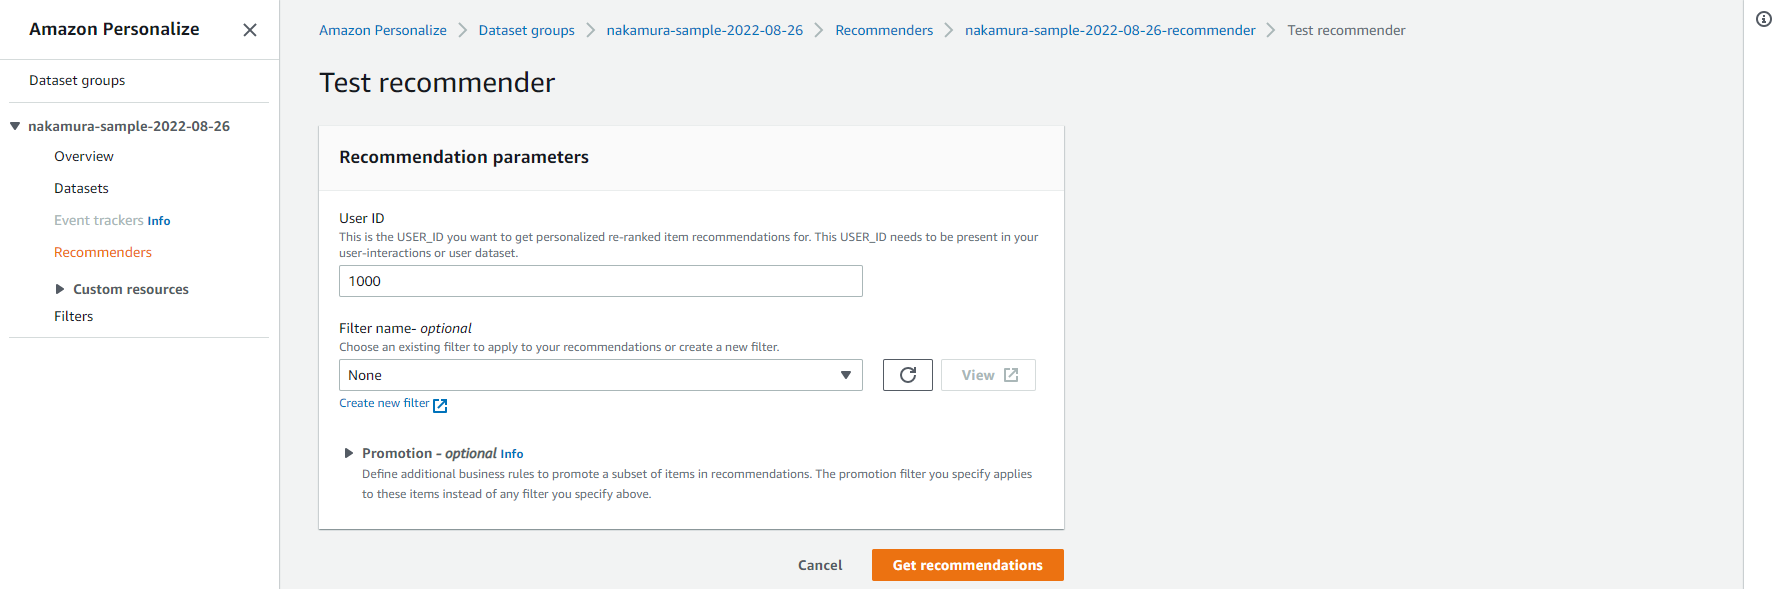 Amazon Personalize
Dataset groups
nakamura-sample-2022-08-26
Overview
Datasets
Event trackers Info
Recommenders
Custom resources
Filters
Amazon Personalize Dataset groups nakamura-sample-2022-08-26 Recommenders nakamura-sample-2022-08-26-recommender Test recommender
Test recommender
Recommendation parameters
User ID
This is the USER_ID you want to get personalized re-ranked item recommendations for. This USER_ID needs to be present in your
user-interactions or user dataset.
1000
Filter name- optional
Choose an existing filter to apply to your recommendations or create a new filter.
None
View
Create new filter
Promotion - optional Info
Define additional business rules to promote a subset of items in recommendations. The promotion filter you specify applies
to these items instead of any filter you specify above.
Cancel
Get recommendations